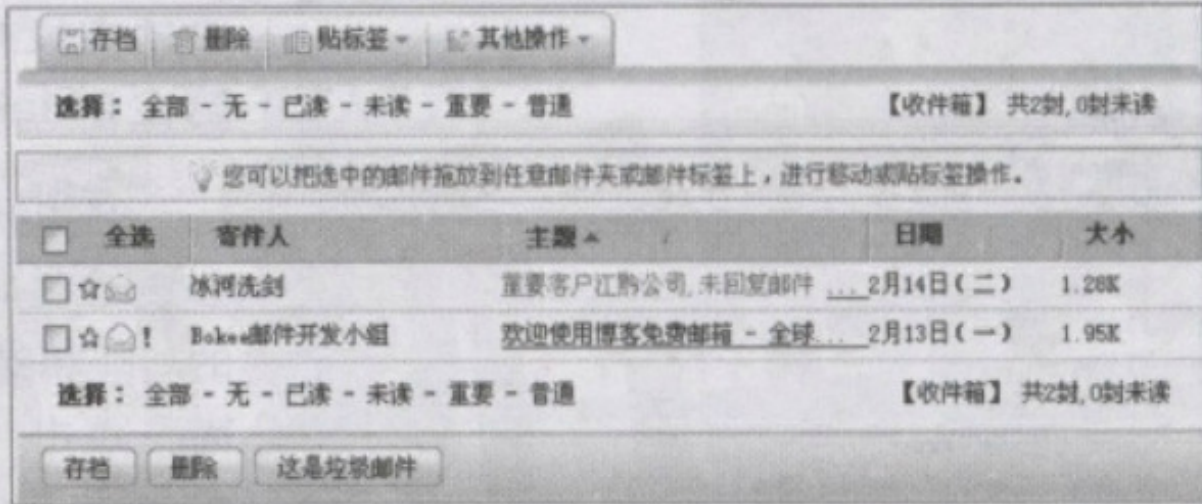 存档 删除 贴标签 其他操作
选择： 全部 - 无 - 已读 - 未读 - 重要 - 普通 【收件箱】 共2封,0封未读
您可以把选中的邮件拖放到任意邮件夹或邮件标签上，进行移动或贴标签操作。
全选 寄件人 主题 日期 大小
冰河洗剑 重要客户江黔公司,未回复邮件 .... 2月14日(二) 1.28K
! Bokee邮件开发小组 欢迎使用博客免费邮箱 - 全球... 2月13日(一) 1.95K
选择： 全部 - 无 - 已读 - 未读 - 重要 - 普通 【收件箱】 共2封,0封未读
存档 删除 这是垃圾邮件